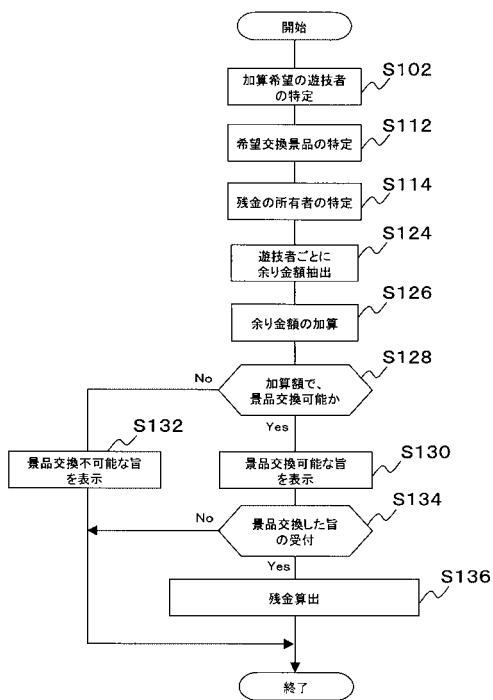 開始
S102
加算希望の遊技者
の特定
S112
希望交換景品の特定
S114
残金の所有者の特定
S124
遊技者ごとに
余り金額抽出
S126
余り金額の加算
S128
No
加算額で、
景品交換可能か
Yes
S132
景品交換不可能な旨
を表示
S130
景品交換可能な旨
を表示
S134
No
景品交換した旨
の受付
Yes
S136
残金算出
終了